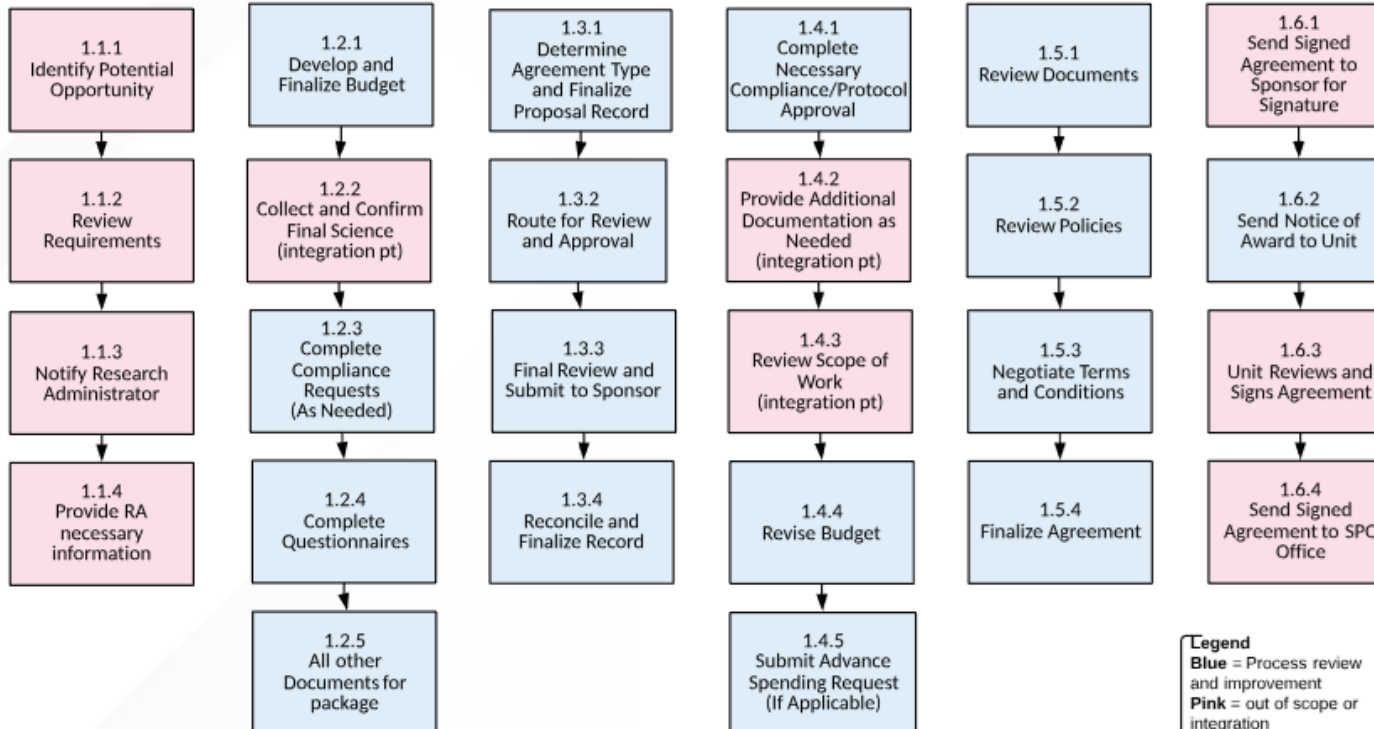 1.1.1
Identify Potential
Opportunity
1.1.2
Review
Requirements
1.1.3
Notify Research
Administrator
1.1.4
Provide RA
necessary
information
1.2.1
Develop and
Finalize Budget
1.2.2
Collect and Confirm
Final Science
(integration pt)
1.2.3
Complete
Compliance
Requests
(As Needed)
1.2.4
Complete
Questionnaires
1.2.5
All other
Documents for
package
1.3.1
Determine
Agreement Type
and Finalize
Proposal Record
1.3.2
Route for Review
and Approval
1.3.3
Final Review and
Submit to Sponsor
1.3.4
Reconcile and
Finalize Record
1.4.1
Complete
Necessary
Compliance/Protocol
Approval
1.4.2
Provide Additional
Documentation as
Needed
(integration pt)
1.4.3
Review Scope of
Work
(integration pt)
1.4.4
Revise Budget
1.4.5
Submit Advance
Spending Request
(If Applicable)
1.5.1
Review Documents
1.5.2
Review Policies
1.5.3
Negotiate Terms
and Conditions
1.5.4
Finalize Agreement
1.6.1
Send Signed
Agreement to
Sponsor for
Signature
1.6.2
Send Notice of
Award to Unit
1.6.3
Unit Reviews and
Signs Agreement
1.6.4
Send Signed
Agreement to
Office
Legend
Blue = Process review
and improvement
Pink = out of scope or
integration